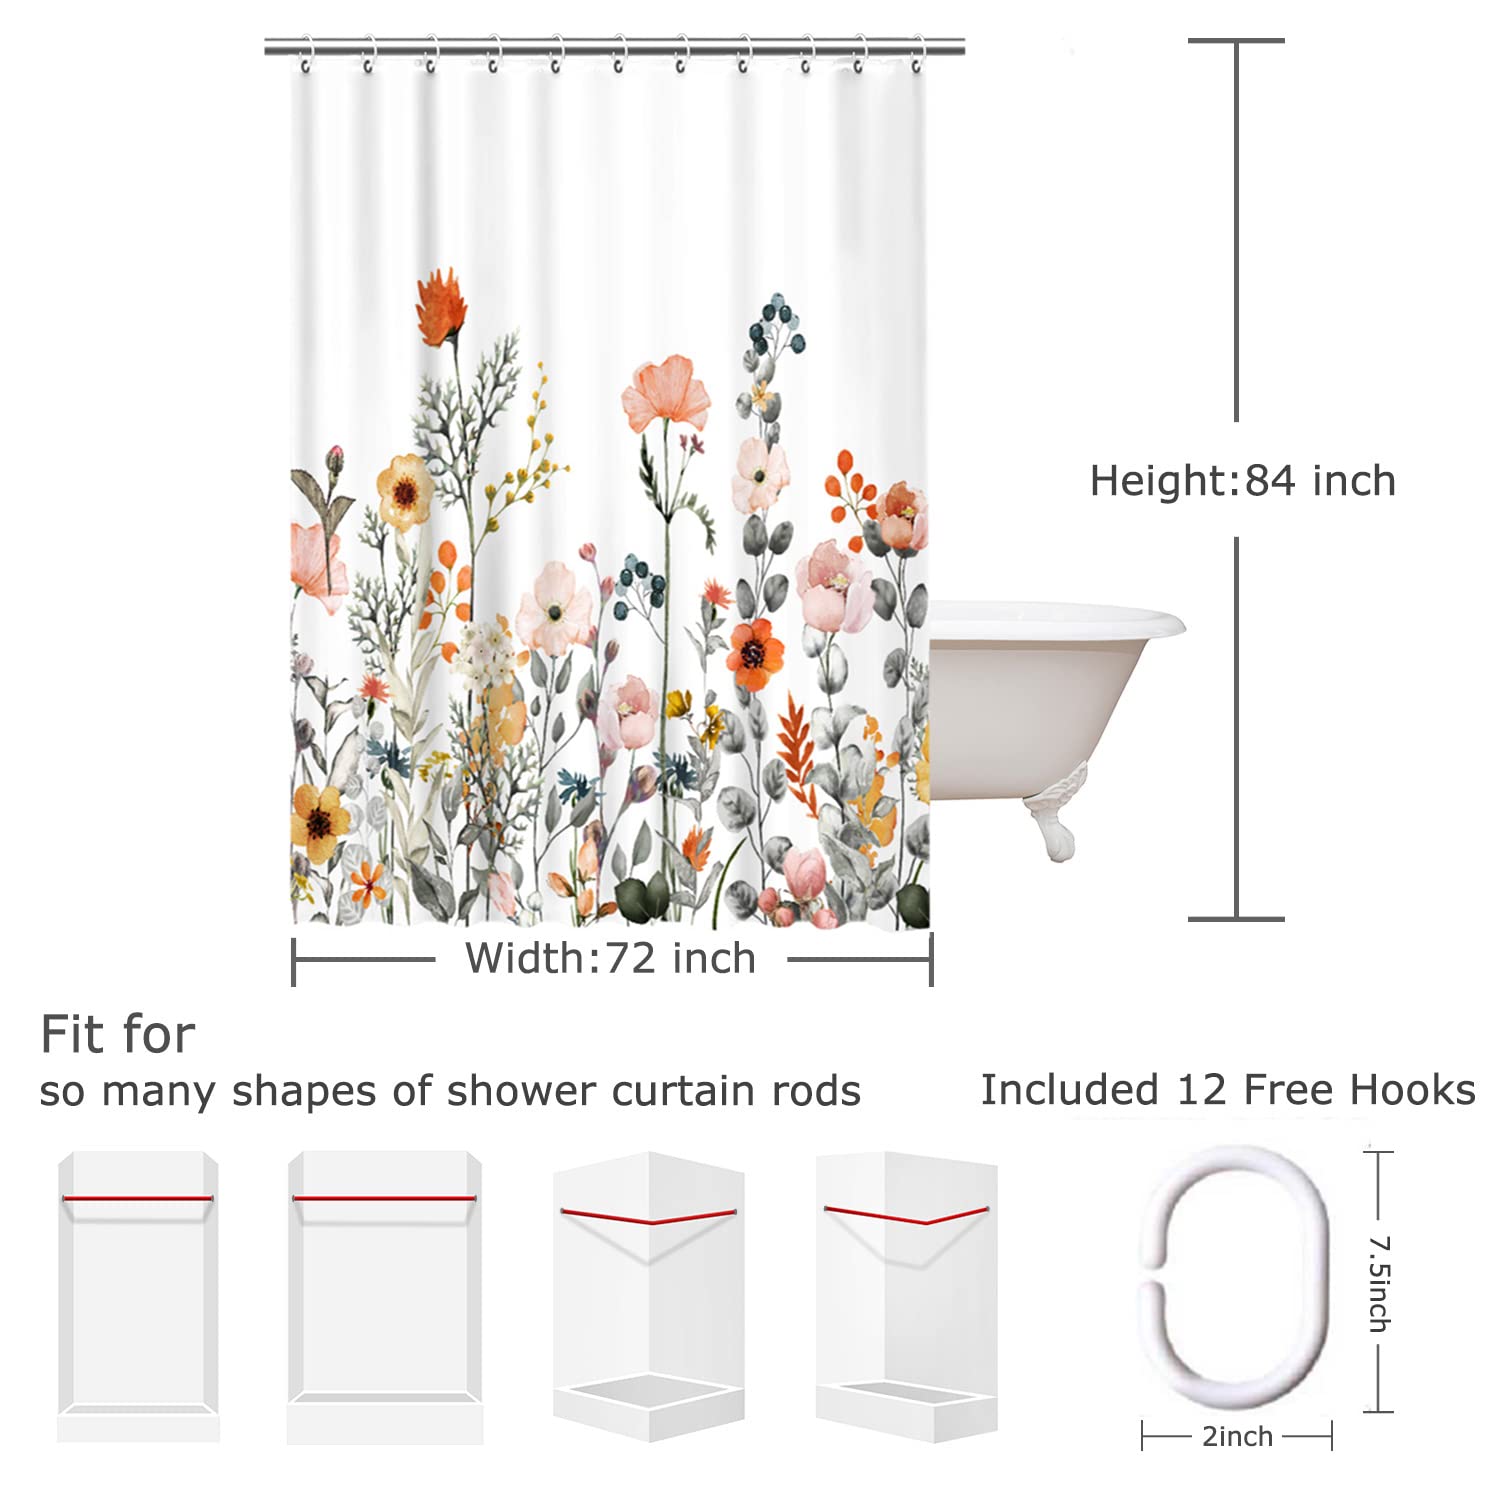 Height:84 inch
Width:72 inch
Fit for
so many shapes of shower curtain rods
Included 12 Free Hooks
7.5inch
2inch